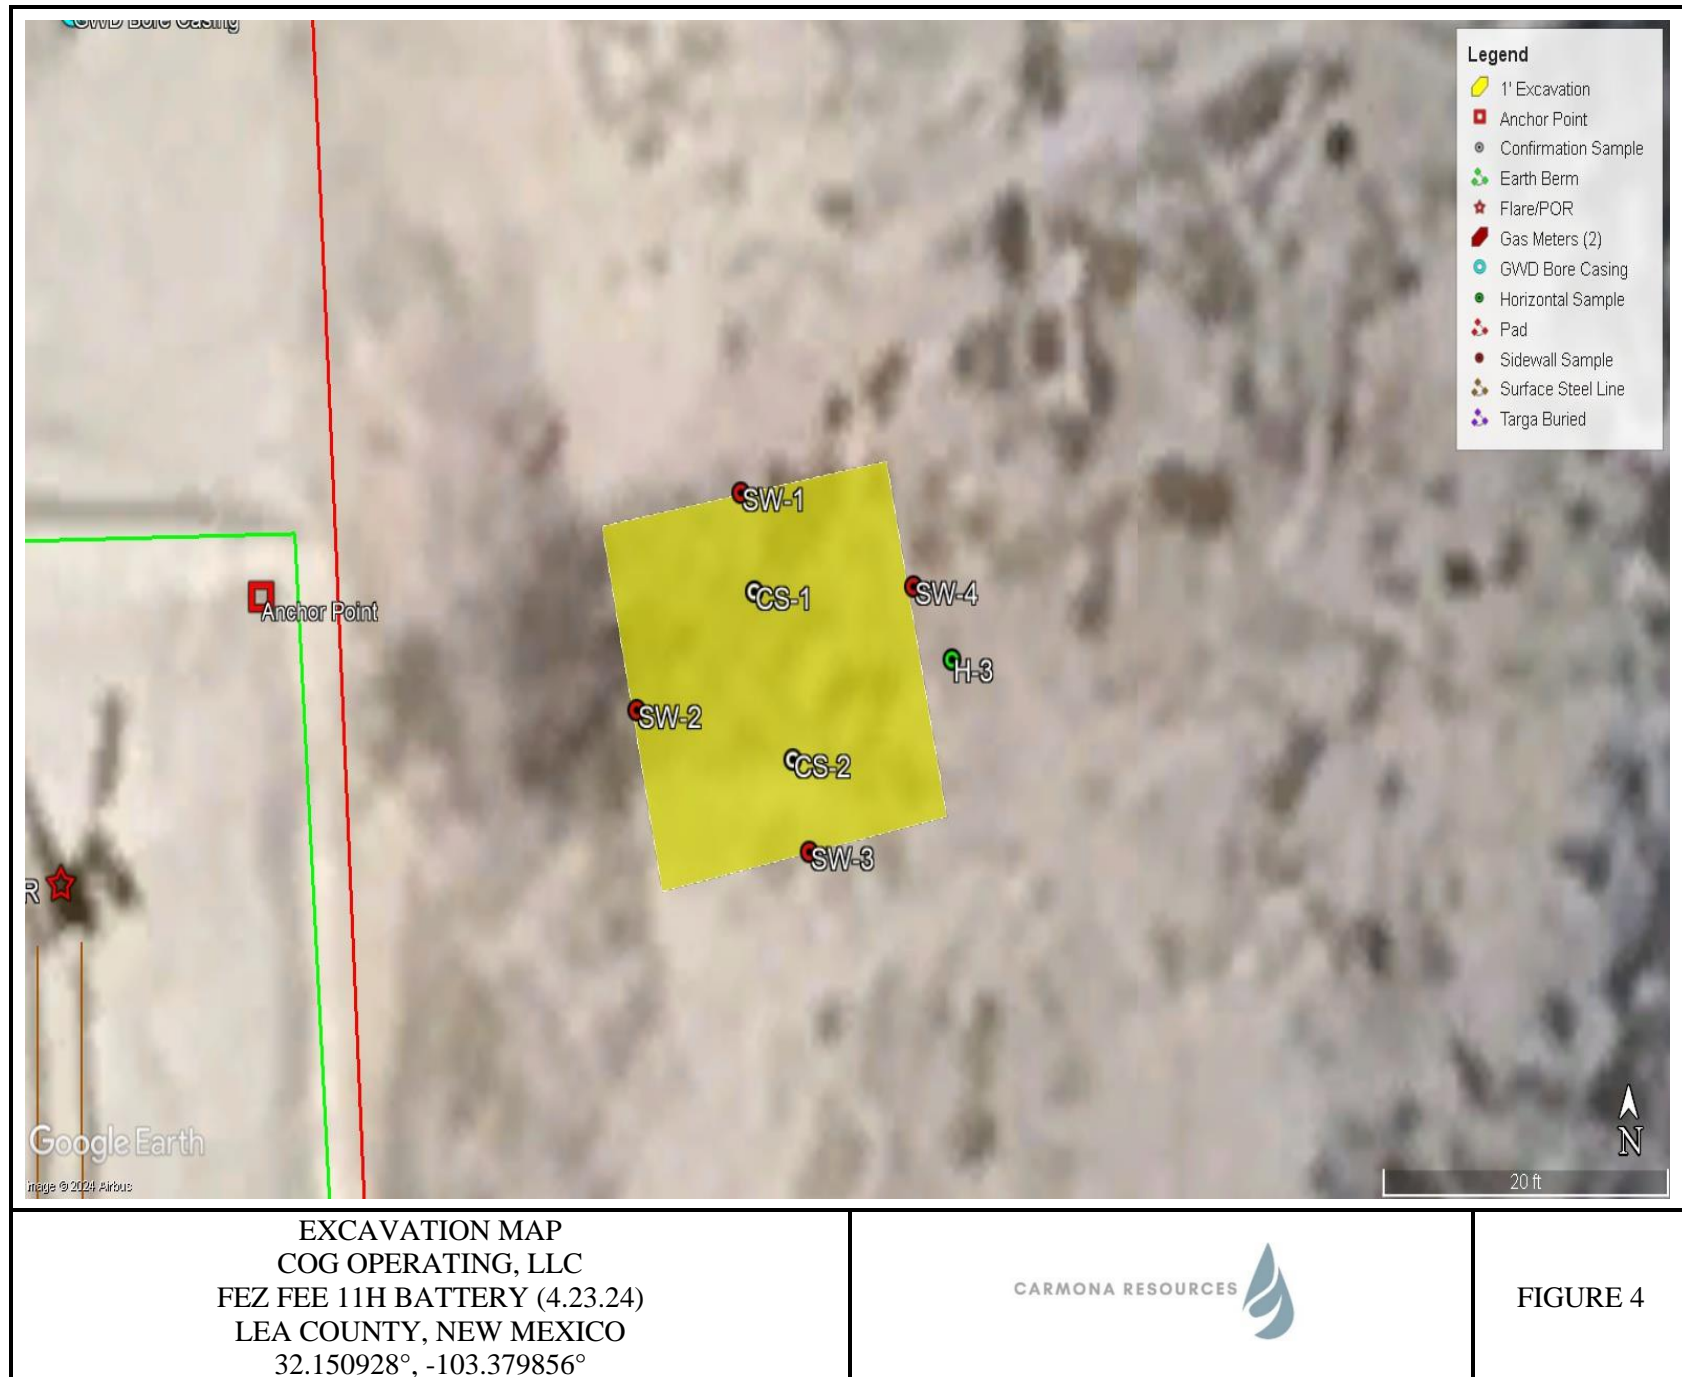 GWD Bore Casing
Legend
1' Excavation
Anchor Point
Confirmation Sample
Earth Berm
Flare/POR
Gas Meters (2)
GWD Bore Casing
Horizontal Sample
Pad
Sidewall Sample
Surface Steel Line
Targa Buried
SW-1
CS-1
SW-4
Anchor Point
H-3
SW-2
CS-2
SW-3
R
N
Google Earth
Image © 2024 Airbus
20 ft
EXCAVATION MAP
COG OPERATING, LLC
FEZ FEE 11H BATTERY (4.23.24)
LEA COUNTY, NEW MEXICO
32.150928°, -103.379856°
CARMONA RESOURCES
FIGURE 4